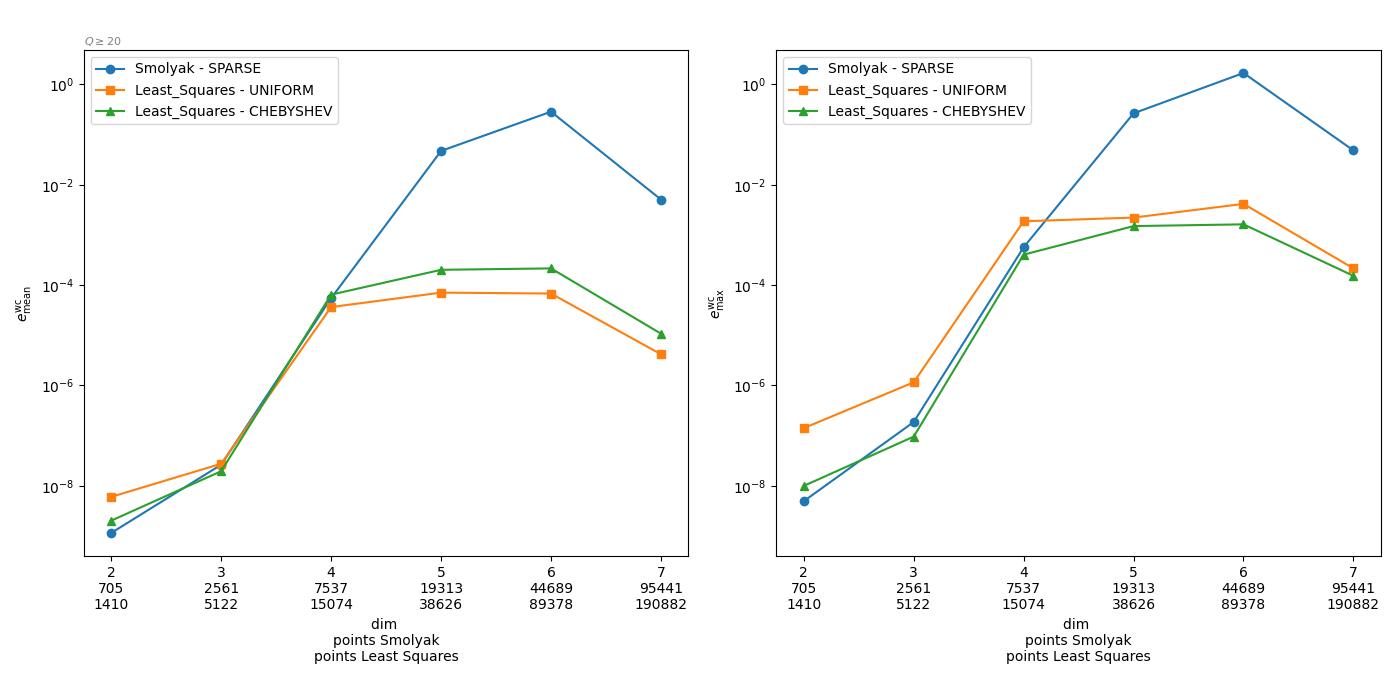 Q ≥ 20
Smolyak - SPARSE
Least_Squares - UNIFORM
Least_Squares - CHEBYSHEV
10⁰
10⁻²
10⁻⁴
10⁻⁶
10⁻⁸
e^wc_mean
2 3 4 5 6 7
705 2561 7537 19313 44689 95441
1410 5122 15074 38626 89378 190882
dim
points Smolyak
points Least Squares
Smolyak - SPARSE
Least_Squares - UNIFORM
Least_Squares - CHEBYSHEV
10⁰
10⁻²
10⁻⁴
10⁻⁶
10⁻⁸
e^wc_max
2 3 4 5 6 7
705 2561 7537 19313 44689 95441
1410 5122 15074 38626 89378 190882
dim
points Smolyak
points Least Squares